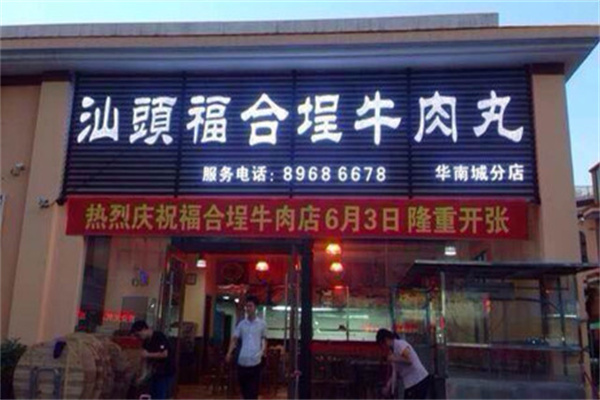 汕頭福合埕牛肉丸
服务电话：8968 6678 华南城分店
热烈庆祝福合埕牛肉店6月3日 隆重开张